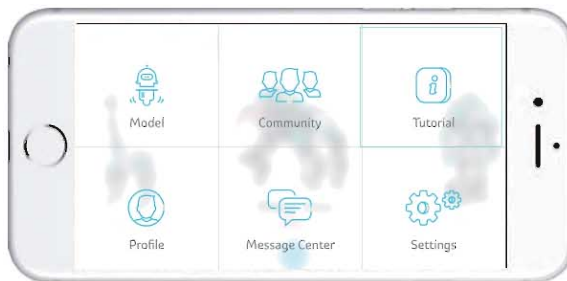 Model
Community
Tutorial
Profile
Message Center
Settings